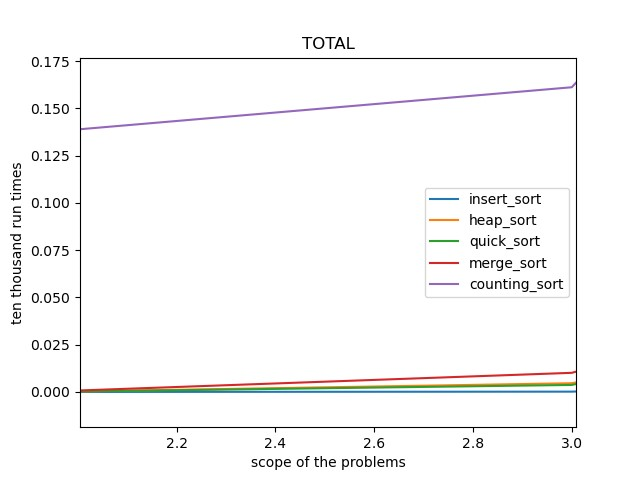 TOTAL
0.175
0.150
0.125
0.100
0.075
0.050
0.025
0.000
ten thousand run times
insert_sort
heap_sort
quick_sort
merge_sort
counting_sort
2.2 2.4 2.6 2.8 3.0
scope of the problems